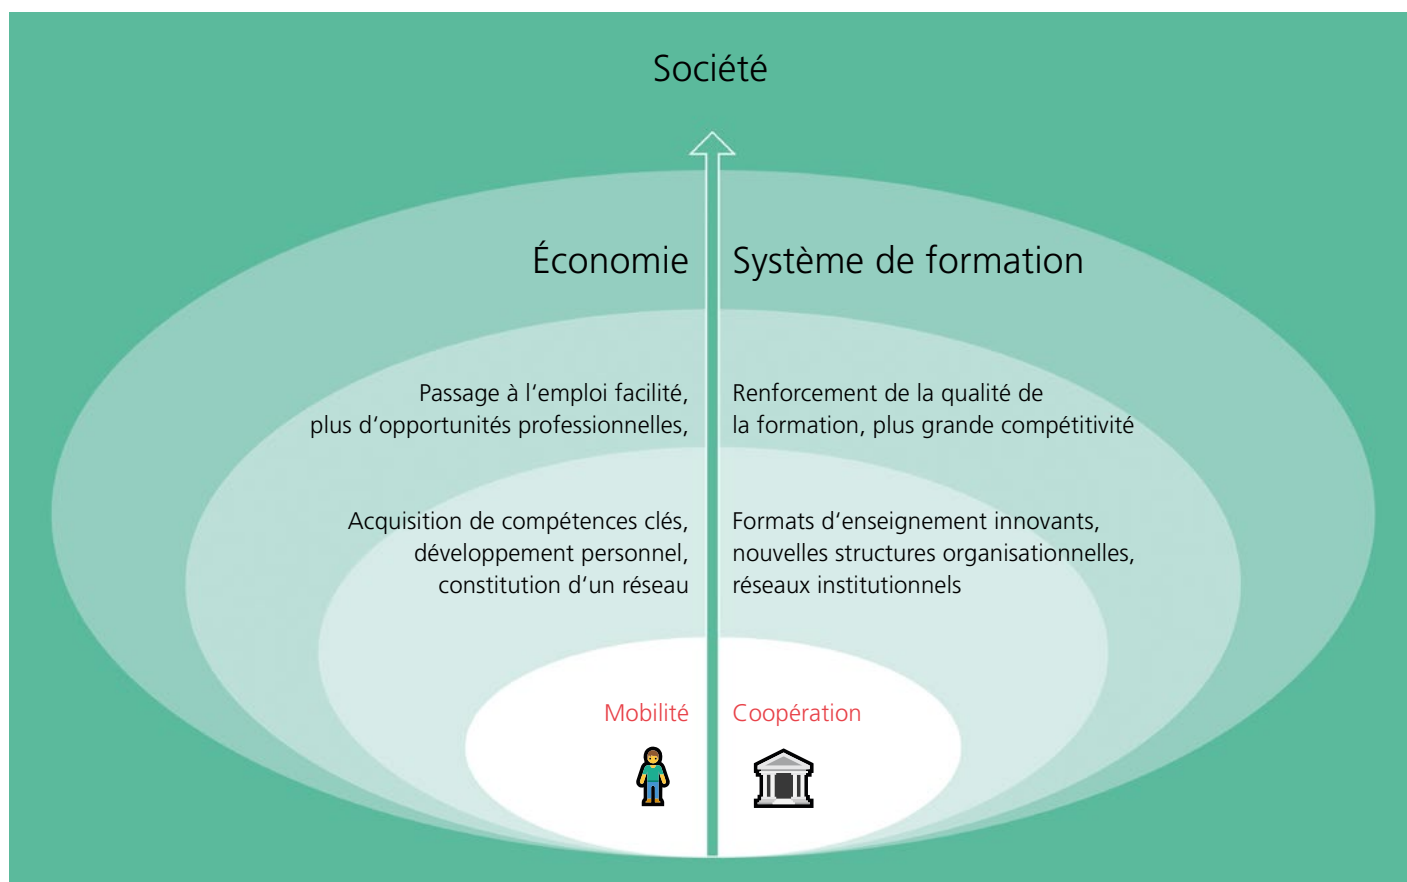 Société
Économie
Système de formation
Passage à l‘emploi facilité,
plus d‘opportunités professionnelles,
Renforcement de la qualité de
la formation, plus grande compétitivité
Acquisition de compétences clés,
développement personnel,
constitution d‘un réseau
Formats d‘enseignement innovants,
nouvelles structures organisationnelles,
réseaux institutionnels
Mobilité
Coopération